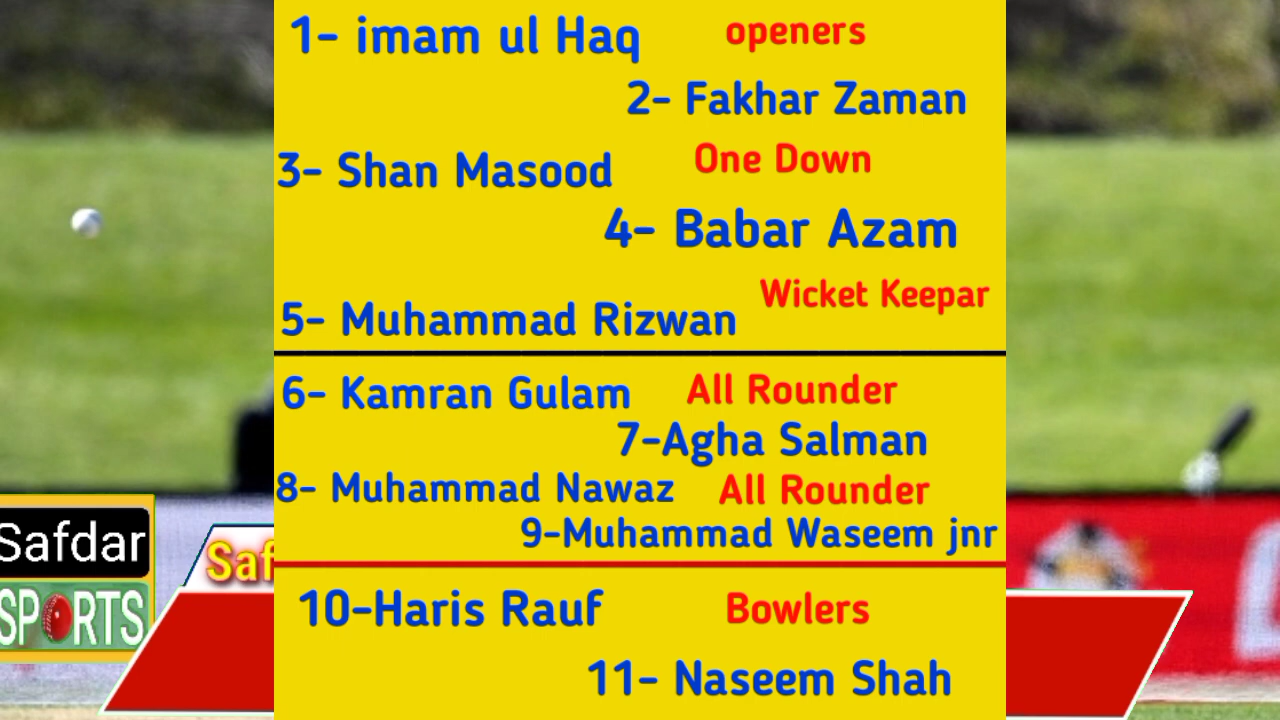 1- imam ul Haq
openers
2- Fakhar Zaman
3- Shan Masood
One Down
4- Babar Azam
Wicket Keepar
5- Muhammad Rizwan
6- Kamran Gulam
All Rounder
7-Agha Salman
8- Muhammad Nawaz
All Rounder
9-Muhammad Waseem jnr
10-Haris Rauf
Bowlers
11- Naseem Shah
Safdar
SPORTS
Saf